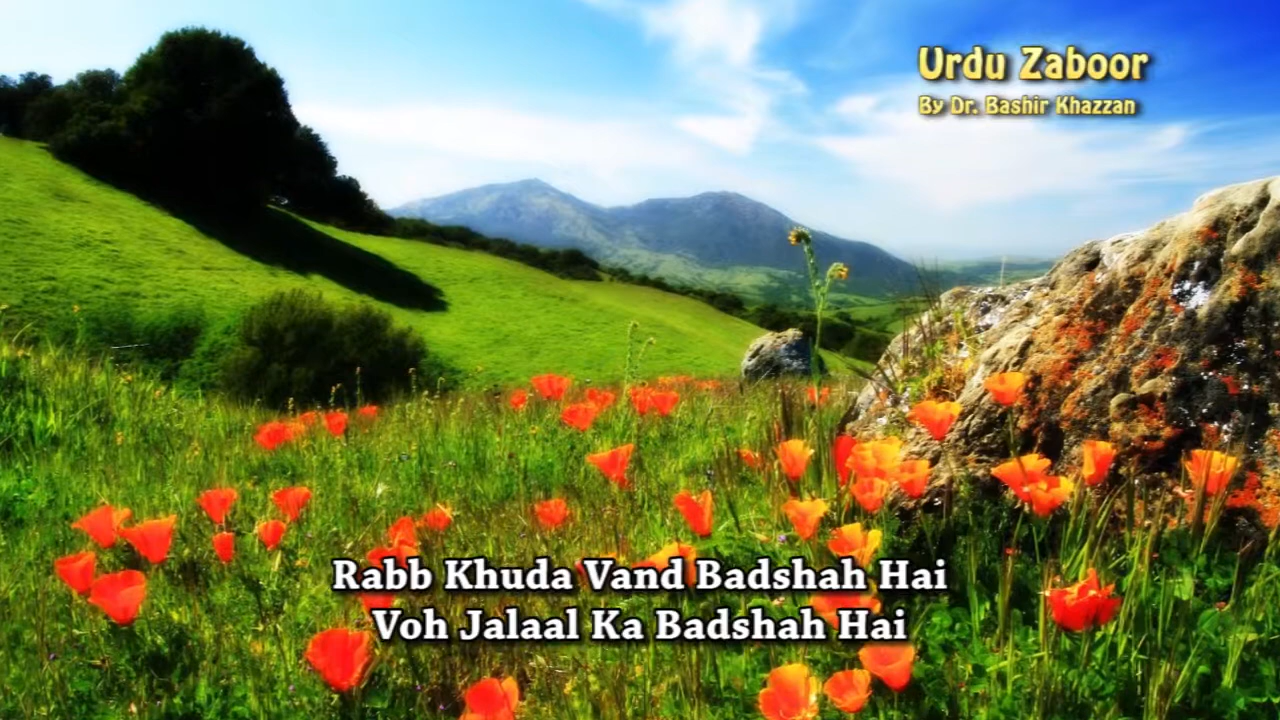 Urdu Zaboor
By Dr. Bashir Khazzan
Rabb Khuda Vand Badshah Hai
Voh Jalaal Ka Badshah Hai